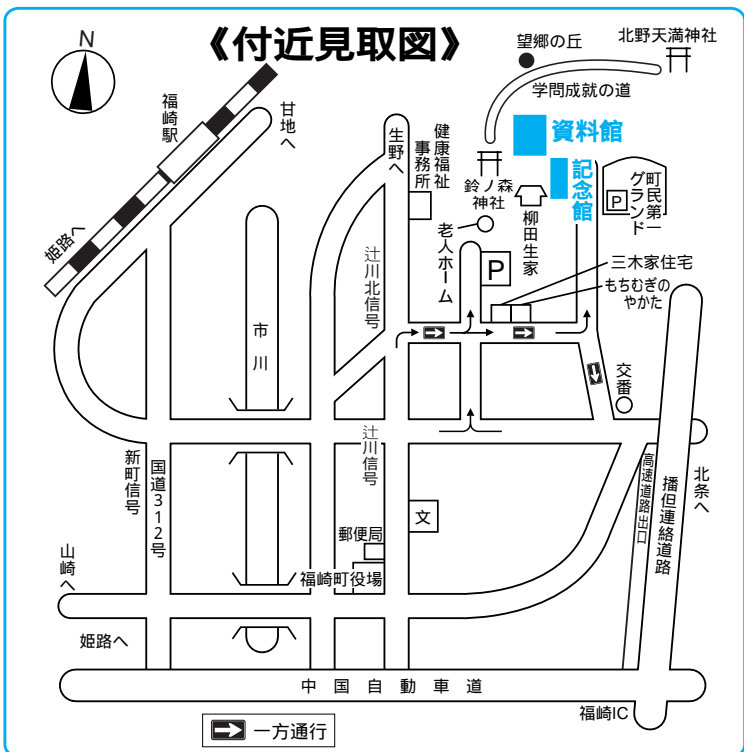 《付近見取図》
N
望郷の丘
北野天満神社
学問成就の道
福崎駅
甘地へ
生野へ
健康福祉
事務所
資料館
記念館
鈴ノ森
神社
柳田生家
町民第一
グランド
P
姫路へ
老人ホーム
P
三木家住宅
もちむぎの
やかた
辻川北信号
市川
交番
辻川信号
新町信号
国道312号
高速道路出口
播但連絡道路
北条へ
文
郵便局
福崎町役場
山崎へ
姫路へ
中国自動車道
福崎IC
一方通行